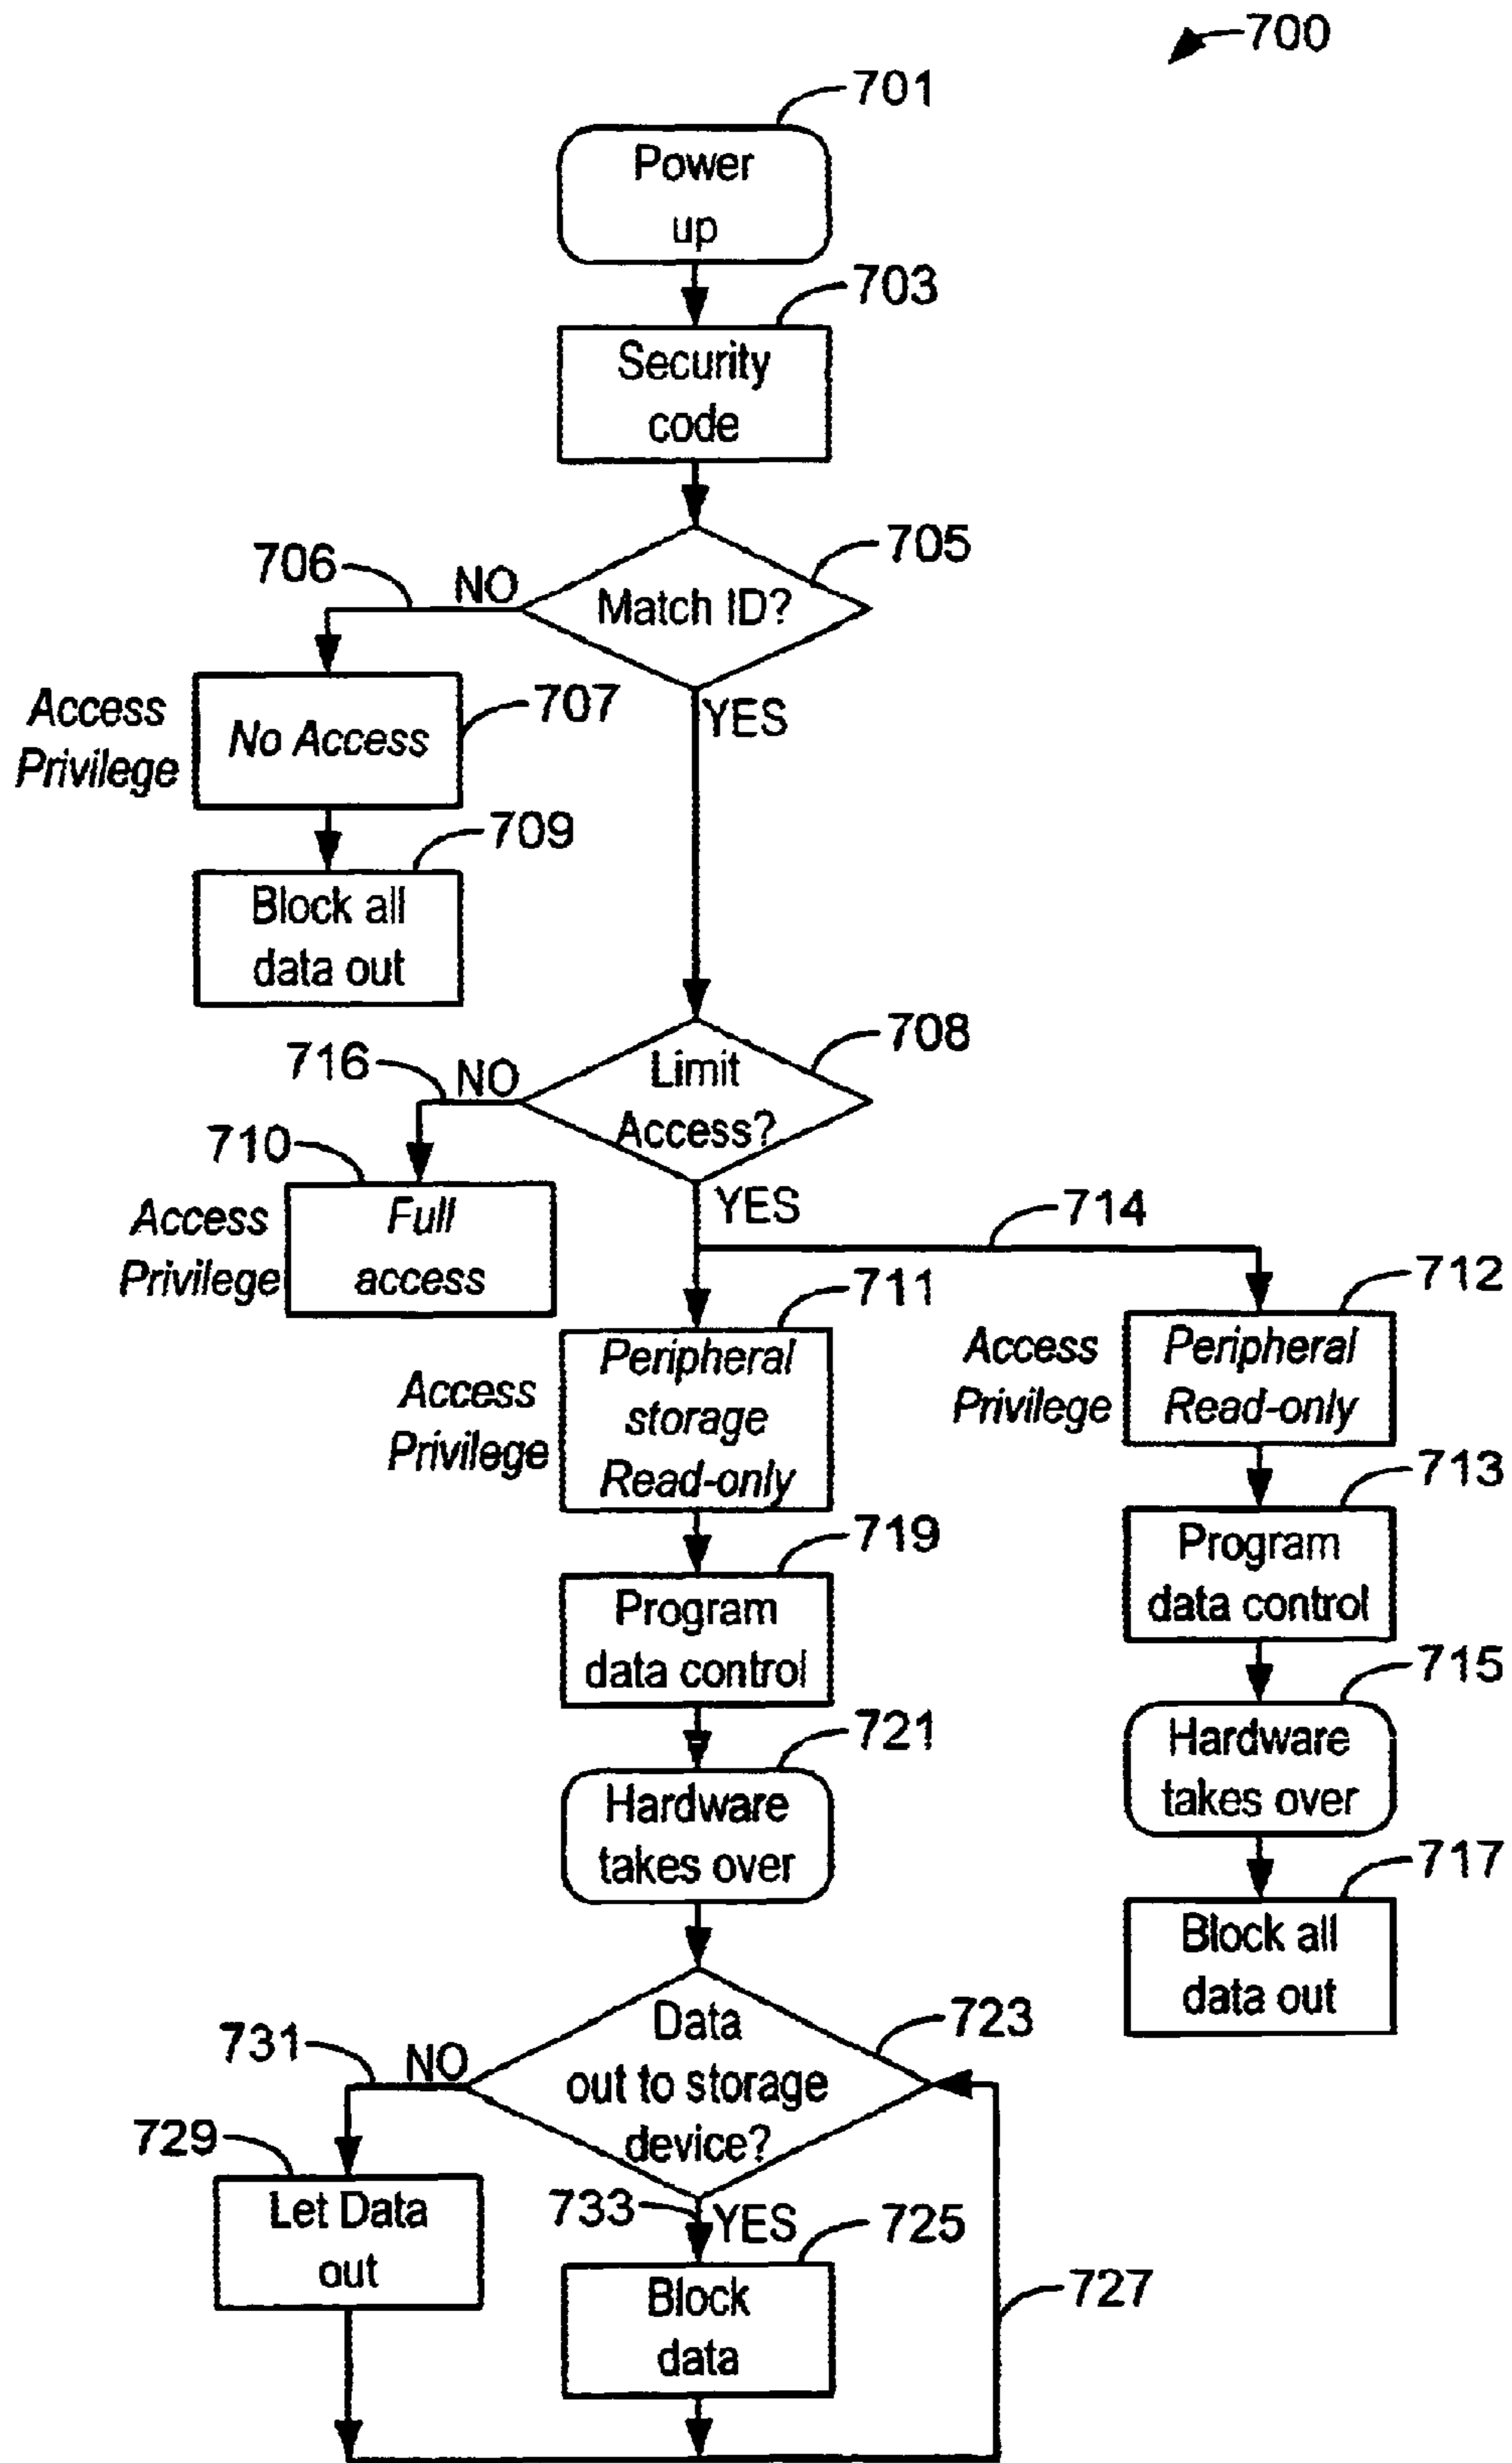 700
701
Power
up
703
Security
code
705
706
NO
Match ID?
YES
Access
Privilege
No Access
707
709
Block all
data out
708
716
NO
Limit
Access?
YES
710
Access
Privilege
Full
access
714
711
Access
Privilege
Peripheral
storage
Read-only
712
Access
Privilege
Peripheral
Read-only
719
Program
data control
713
Program
data control
721
Hardware
takes over
715
Hardware
takes over
717
Block all
data out
723
Data
out to storage
device?
731
NO
729
Let Data
out
733
YES
725
Block
data
727